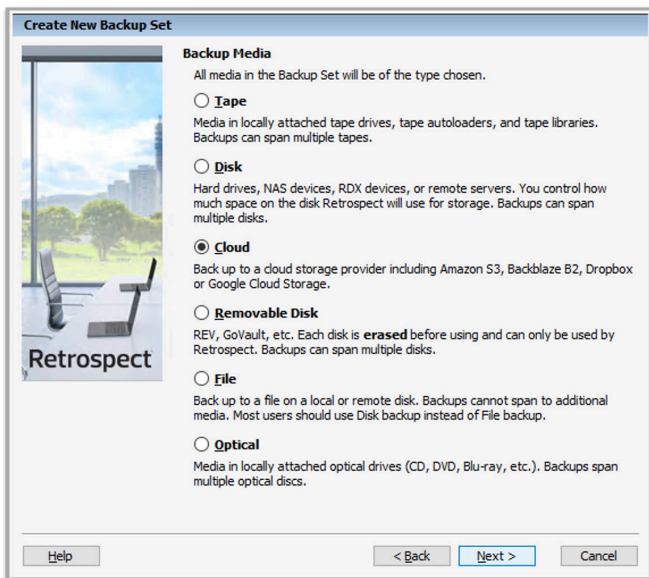 Create New Backup Set
Backup Media
All media in the Backup Set will be of the type chosen.
Tape
Media in locally attached tape drives, tape autoloaders, and tape libraries.
Backups can span multiple tapes.
Disk
Hard drives, NAS devices, RDX devices, or remote servers. You control how
much space on the disk Retrospect will use for storage. Backups can span
multiple disks.
Cloud
Back up to a cloud storage provider including Amazon S3, Backblaze B2, Dropbox
or Google Cloud Storage.
Removable Disk
REV, GoVault, etc. Each disk is erased before using and can only be used by
Retrospect. Backups can span multiple disks.
File
Back up to a file on a local or remote disk. Backups cannot span to additional
media. Most users should use Disk backup instead of File backup.
Optical
Media in locally attached optical drives (CD, DVD, Blu-ray, etc.). Backups span
multiple optical discs.
Retrospect
Help
< Back
Next >
Cancel